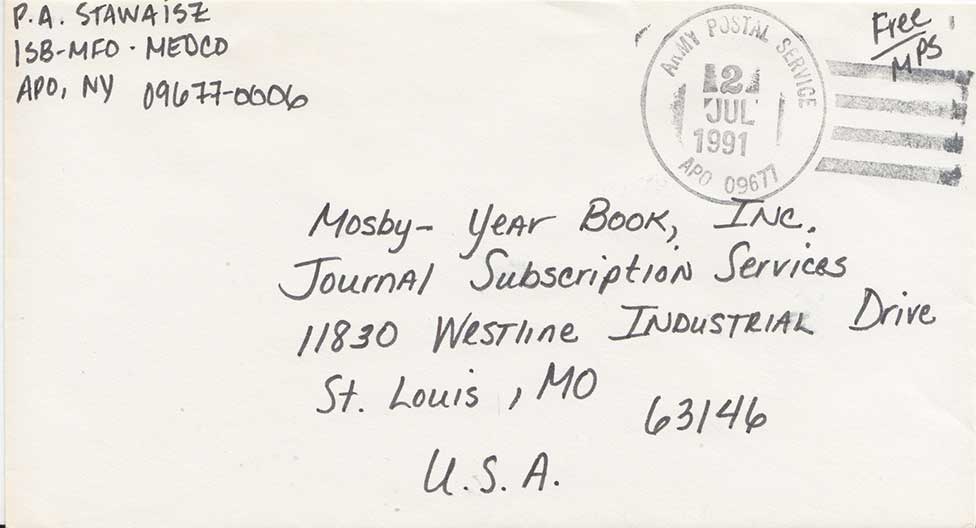 P.A. STAWAISZ
1SB-MFO · MEDCO
APO, NY 09677-0006
ARMY POSTAL SERVICE
2
JUL
1991
APO 09677
Free
MPS
Mosby- Year Book, Inc.
Journal Subscription Services
11830 Westline Industrial Drive
St. Louis, MO
63146
U.S.A.